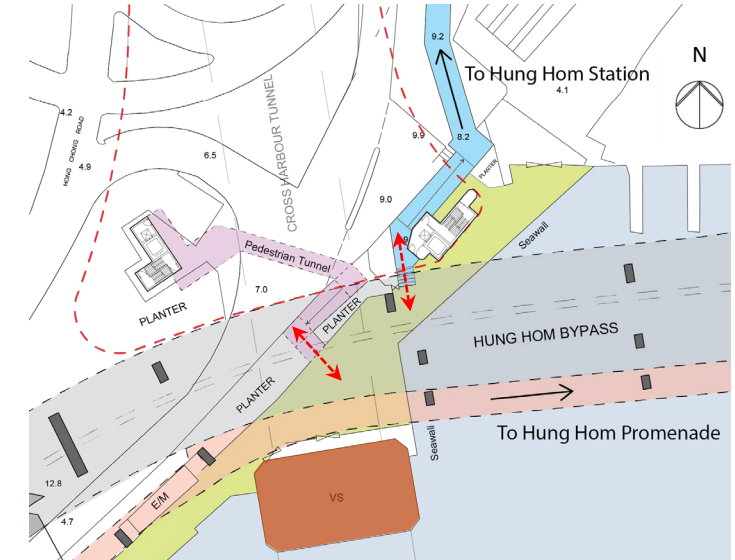 9.2
N
To Hung Hom Station
4.1
4.2
HONG CHONG ROAD
CROSS HARBOUR TUNNEL
9.9
8.2
4.9
6.5
PLANTER
9.0
Pedestrian Tunnel
Seawall
7.0
PLANTER
PLANTER
HUNG HOM BYPASS
PLANTER
To Hung Hom Promenade
Seawall
12.8
E/M
VS
4.7